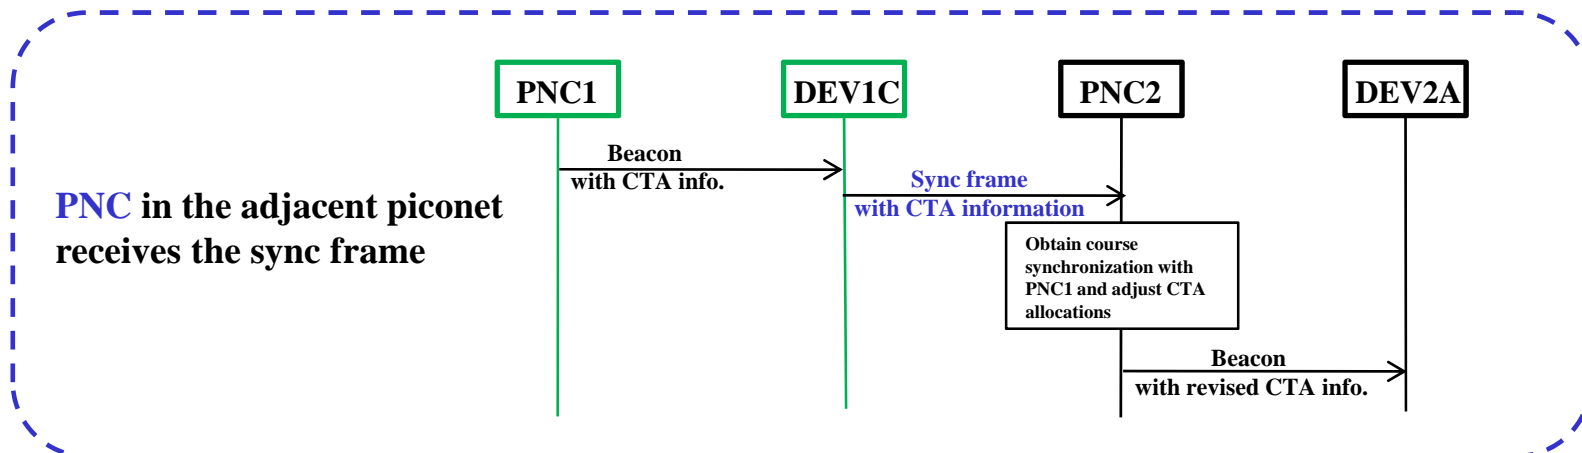 PNC1
DEV1C
PNC2
DEV2A
Beacon
with CTA info.
Sync frame
with CTA information
PNC in the adjacent piconet
receives the sync frame
Obtain course
synchronization with
PNC1 and adjust CTA
allocations
Beacon
with revised CTA info.